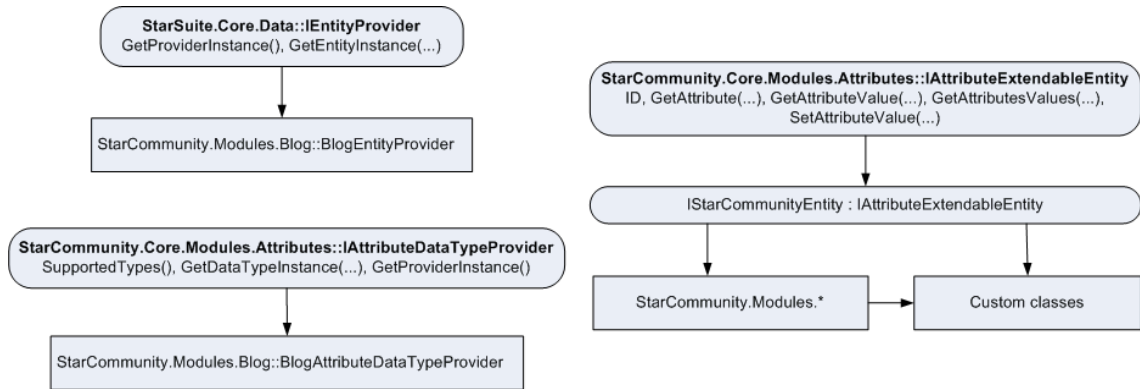 StarSuite.Core.Data::IEntityProvider
GetProviderInstance(), GetEntityInstance(...)
StarCommunity.Modules.Blog::BlogEntityProvider
StarCommunity.Core.Modules.Attributes::IAttributeDataTypeProvider
SupportedTypes(), GetDataTypeInstance(...), GetProviderInstance()
StarCommunity.Modules.Blog::BlogAttributeDataTypeProvider
StarCommunity.Core.Modules.Attributes::IAttributeExtendableEntity
ID, GetAttribute(...), GetAttributeValue(...), GetAttributesValues(...),
SetAttributeValue(...)
IStarCommunityEntity : IAttributeExtendableEntity
StarCommunity.Modules.*
Custom classes